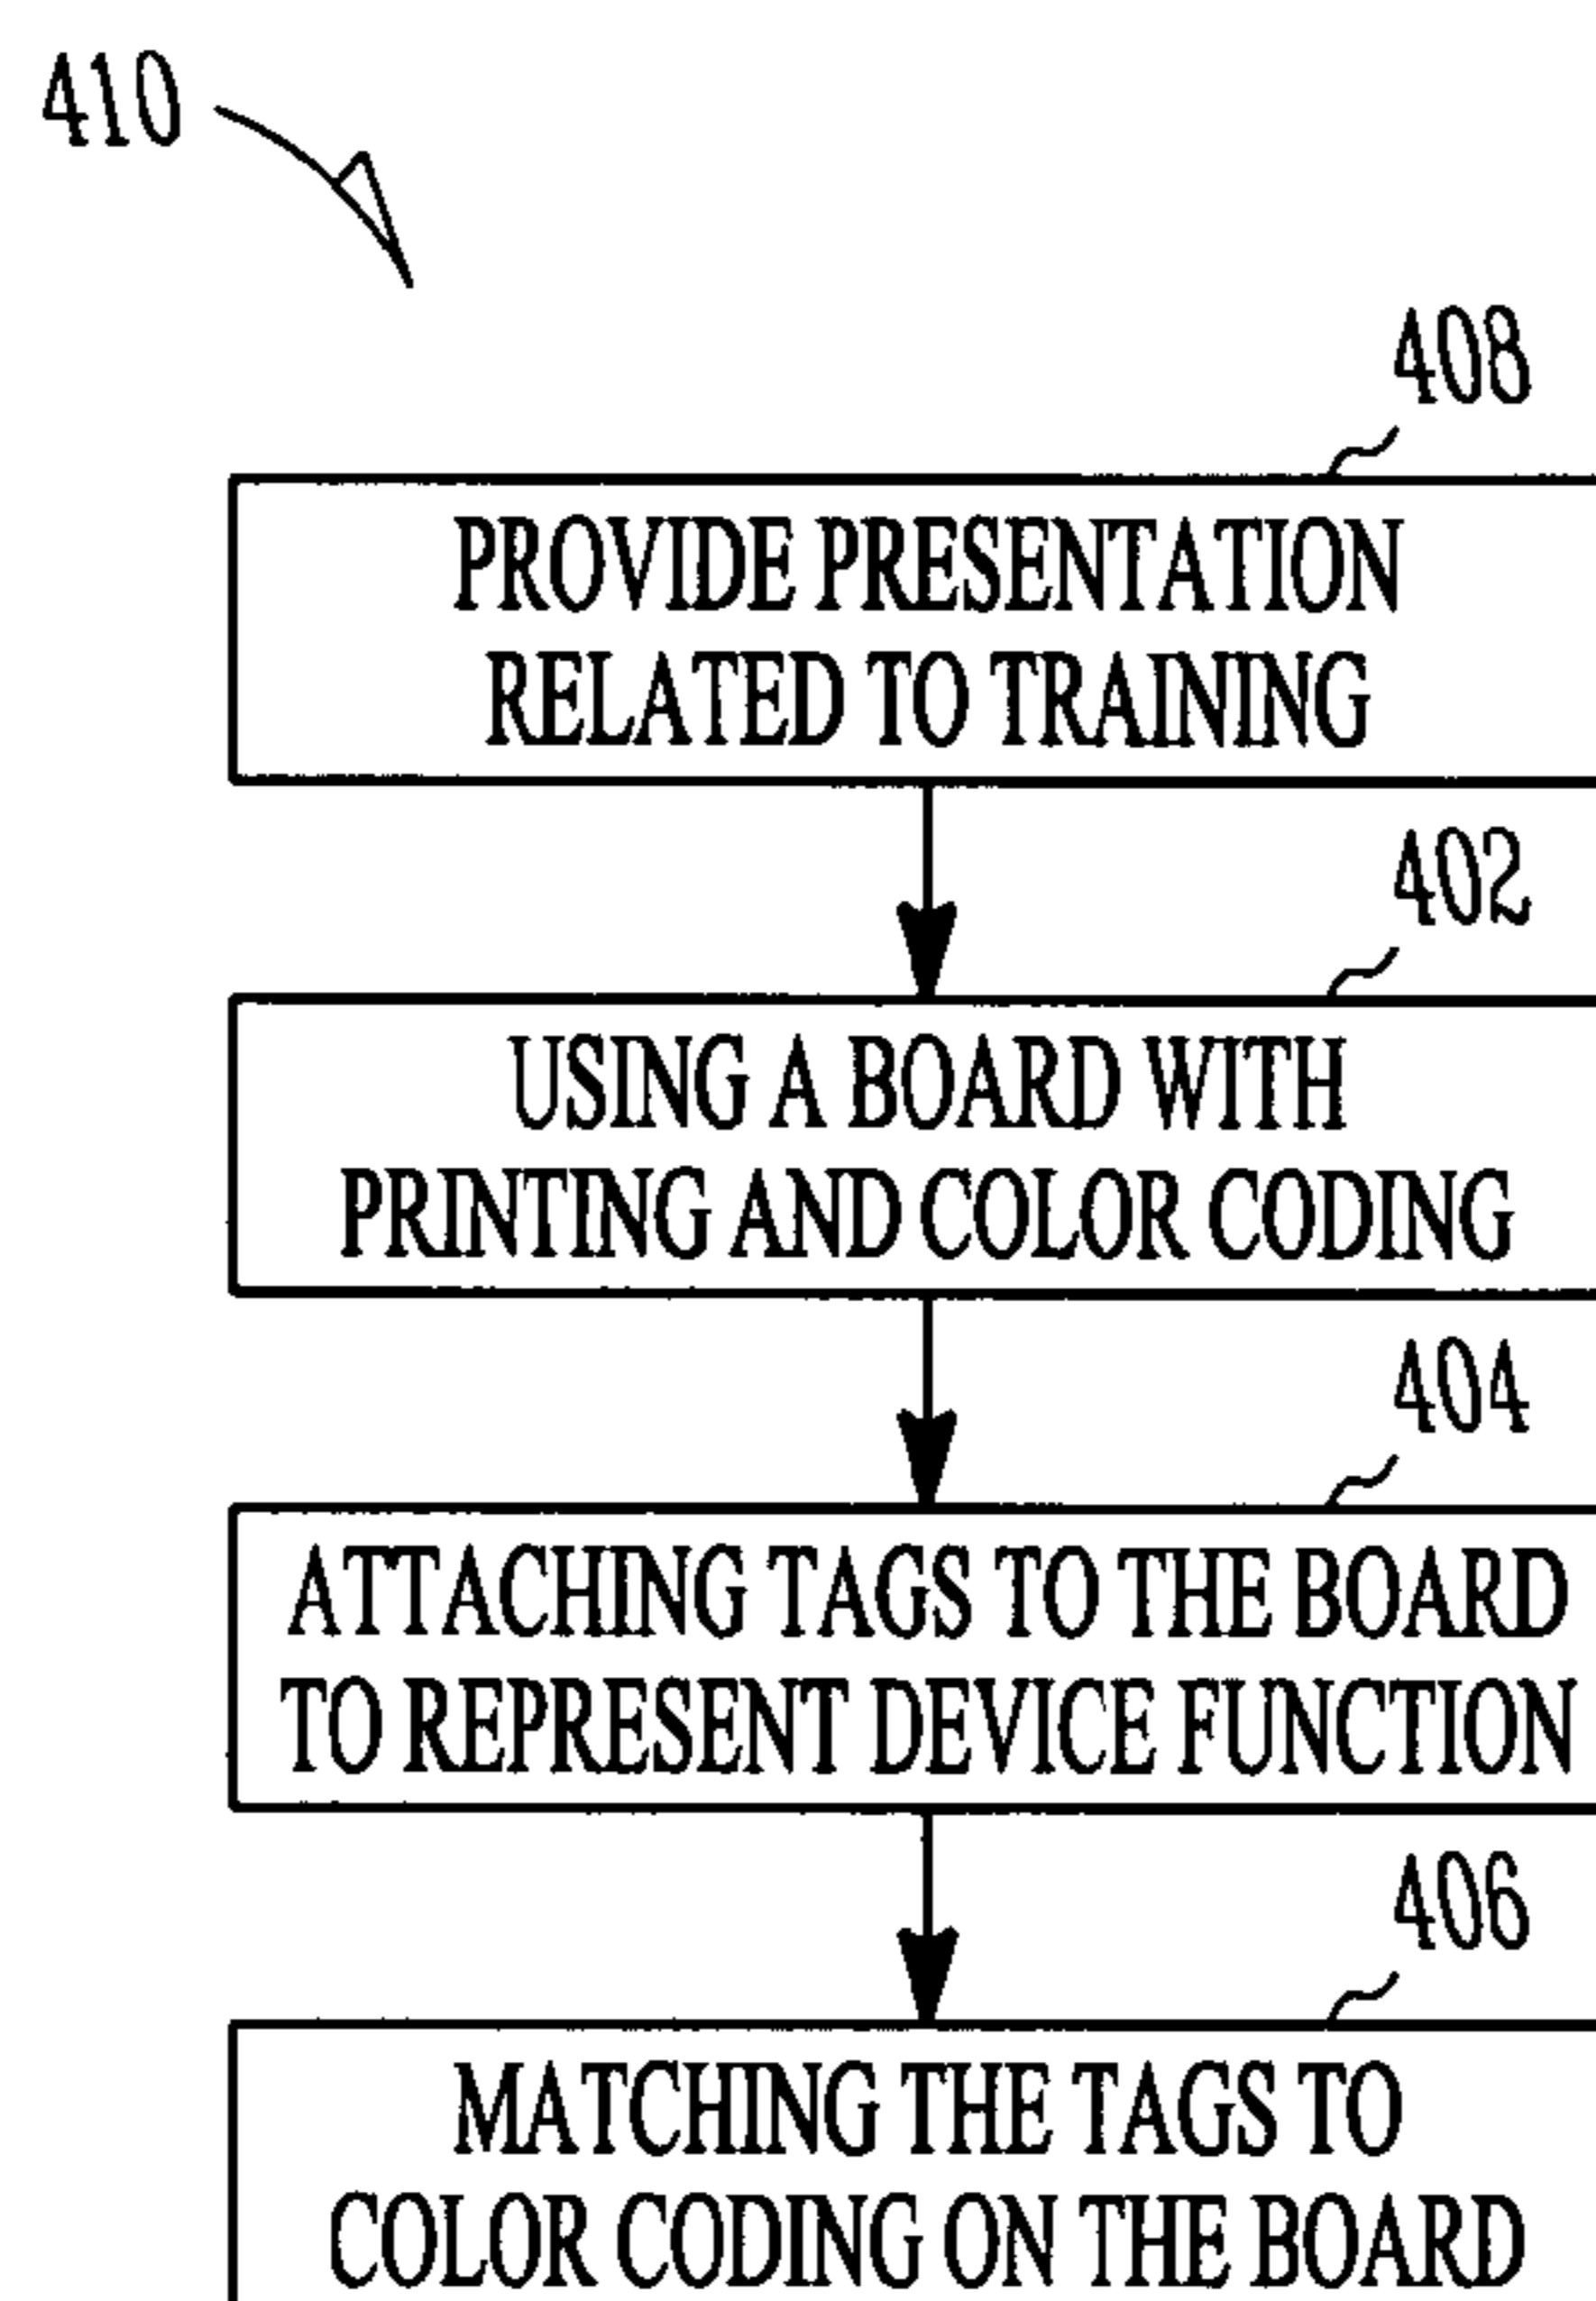 410
408
PROVIDE PRESENTATION
RELATED TO TRAINING
402
USING A BOARD WITH
PRINTING AND COLOR CODING
404
ATTACHING TAGS TO THE BOARD
TO REPRESENT DEVICE FUNCTION
406
MATCHING THE TAGS TO
COLOR CODING ON THE BOARD